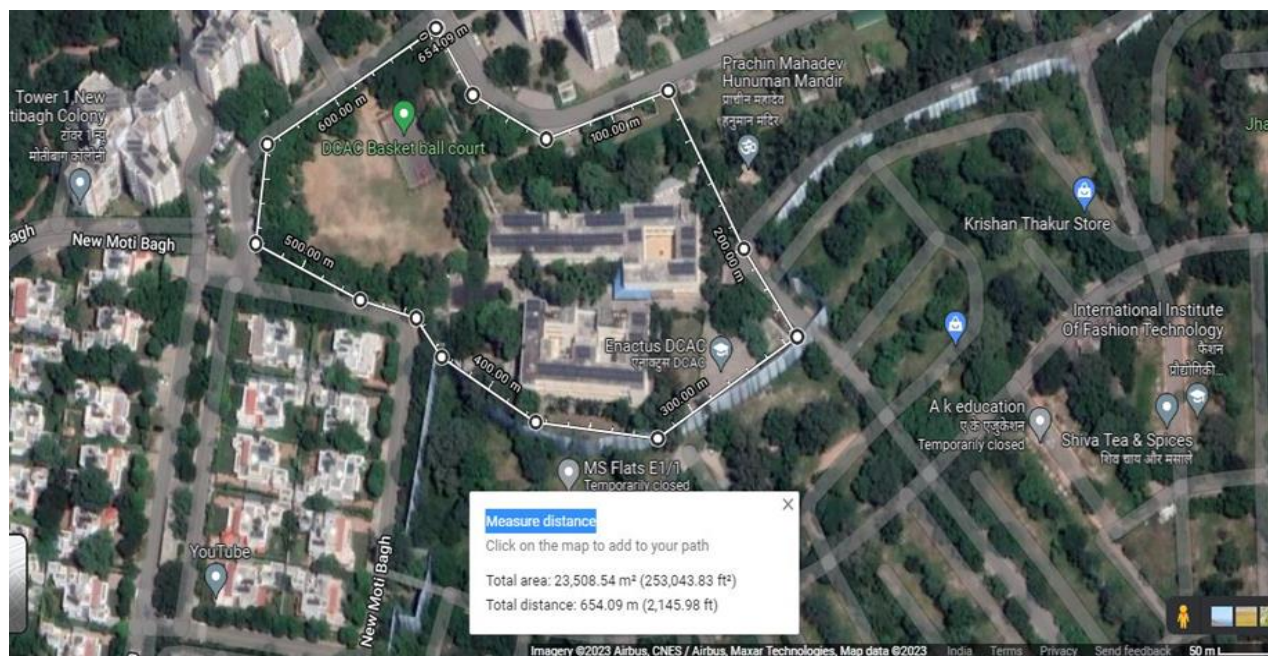 654.09 m
600.00 m
DCAC Basket ball court
100.00 m
Prachin Mahadev
Hunuman Mandir
प्राचीन महादेव
हनुमान मंदिर
Tower 1,New
tibagh Colony
टॉवर 1 न्यू
मोतीबाग कॉलोनी
Jha
agh
New Moti Bagh
500.00 m
200.00 m
Krishan Thakur Store
International Institute
Of Fashion Technology
फैशन
प्रौद्योगिकी...
Enactus DCAC
एनाक्टुस DCAC
400.00 m
300.00 m
A k education
ए के एजुकेशन
Temporarily closed
Shiva Tea & Spices
शिव चाय और मसाले
MS Flats E1/1
Temporarily closed
YouTube
New Moti Bagh
Measure distance
Click on the map to add to your path
Total area: 23,508.54 m² (253,043.83 ft²)
Total distance: 654.09 m (2,145.98 ft)
Imagery ©2023 Airbus, CNES / Airbus, Maxar Technologies, Map data ©2023 India Terms Privacy Send feedback 50 m